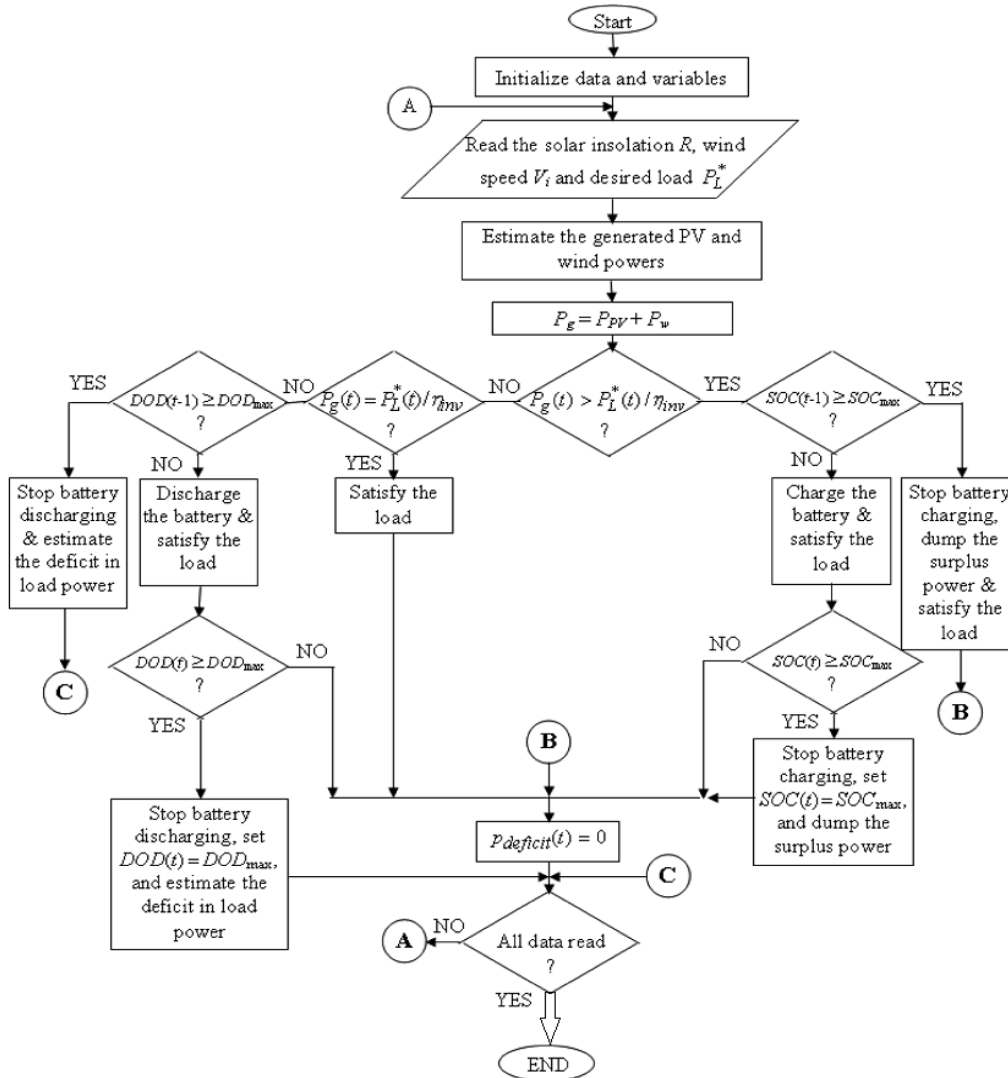 Start
Initialize data and variables
A
Read the solar insolation R, wind
speed V_i and desired load P_L^*
Estimate the generated PV and
wind powers
P_g = P_PV + P_w
YES
DOD(t-1) ≥ DOD_max
?
NO
P_g(t) = P_L^*(t)/η_inv
?
NO
P_g(t) > P_L^*(t)/η_inv
?
YES
SOC(t-1) ≥ SOC_max
?
YES
NO
YES
NO
Stop battery
discharging
& estimate
the deficit in
load power
Discharge
the battery &
satisfy the
load
Satisfy the
load
Charge the
battery &
satisfy the
load
Stop battery
charging,
dump the
surplus
power &
satisfy the
load
C
DOD(t) ≥ DOD_max
?
NO
YES
NO
SOC(t) ≥ SOC_max
?
YES
B
B
Stop battery
discharging, set
DOD(t) = DOD_max,
and estimate the
deficit in load
power
Stop battery
charging, set
SOC(t) = SOC_max,
and dump the
surplus power
P_deficit(t) = 0
C
A
NO
All data read
?
YES
END